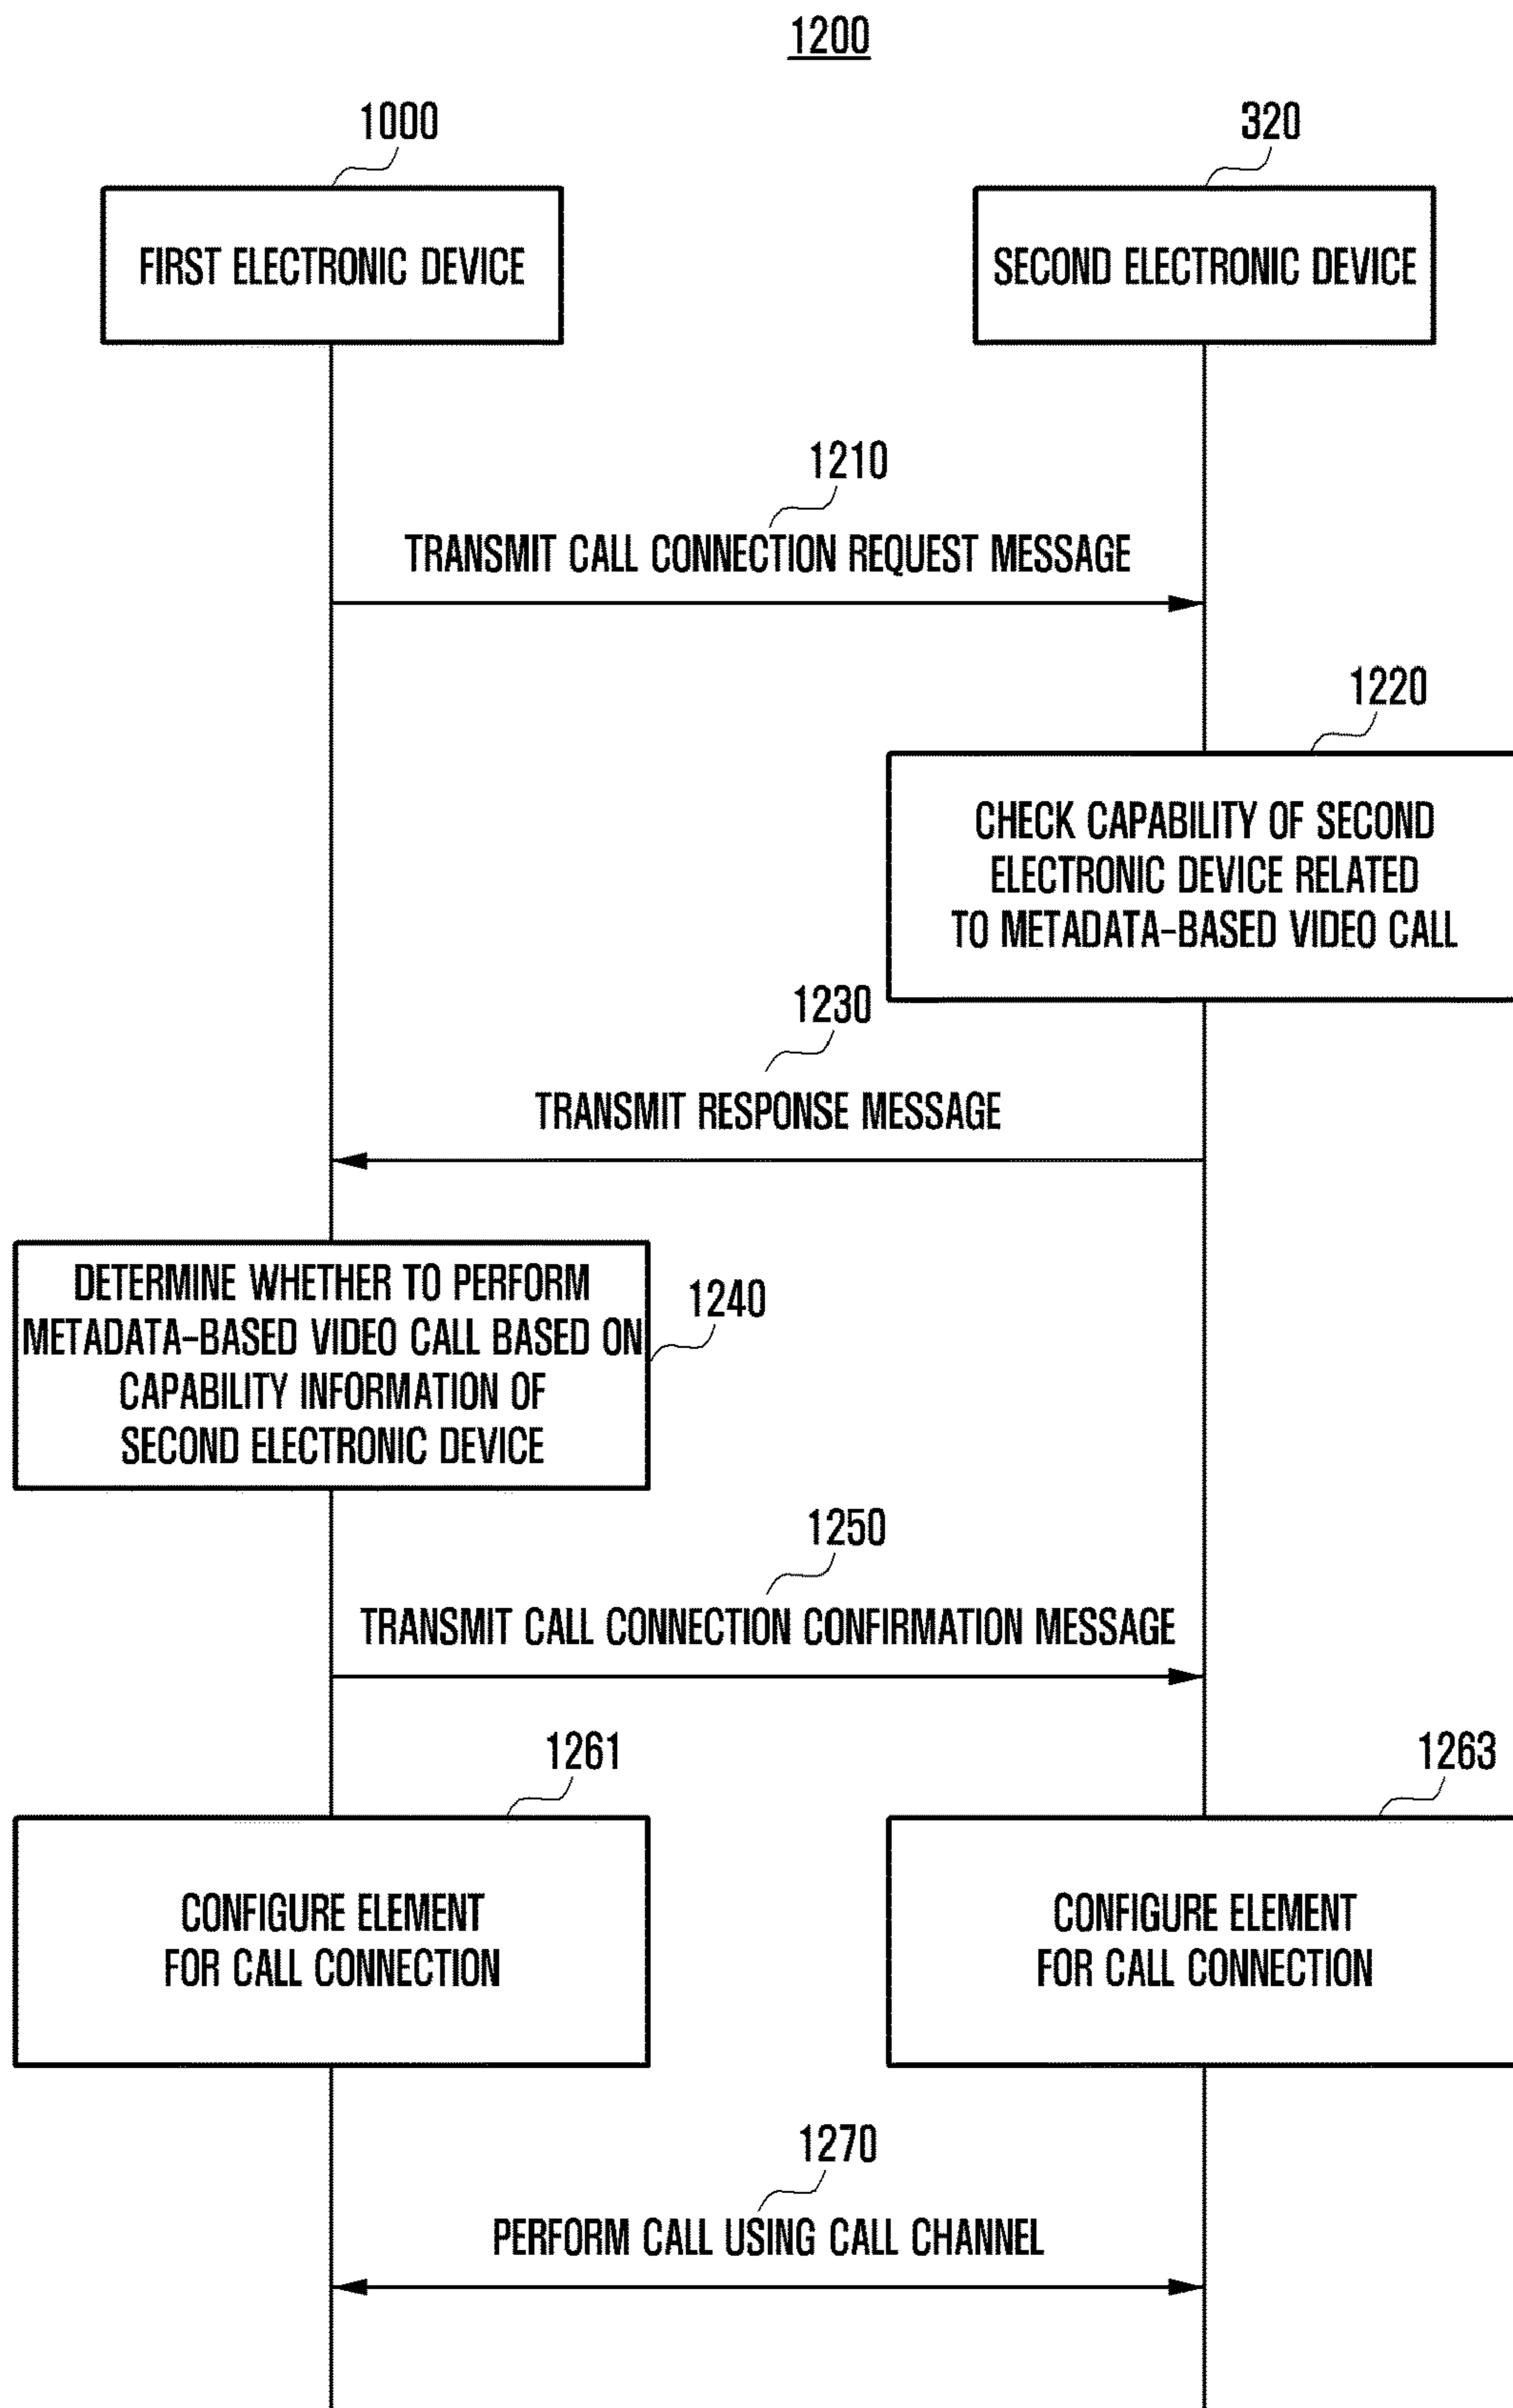 1200
1000
320
FIRST ELECTRONIC DEVICE
SECOND ELECTRONIC DEVICE
1210
TRANSMIT CALL CONNECTION REQUEST MESSAGE
1220
CHECK CAPABILITY OF SECOND
ELECTRONIC DEVICE RELATED
TO METADATA-BASED VIDEO CALL
1230
TRANSMIT RESPONSE MESSAGE
DETERMINE WHETHER TO PERFORM
METADATA-BASED VIDEO CALL BASED ON
CAPABILITY INFORMATION OF
SECOND ELECTRONIC DEVICE
1240
1250
TRANSMIT CALL CONNECTION CONFIRMATION MESSAGE
1261
1263
CONFIGURE ELEMENT
FOR CALL CONNECTION
CONFIGURE ELEMENT
FOR CALL CONNECTION
1270
PERFORM CALL USING CALL CHANNEL